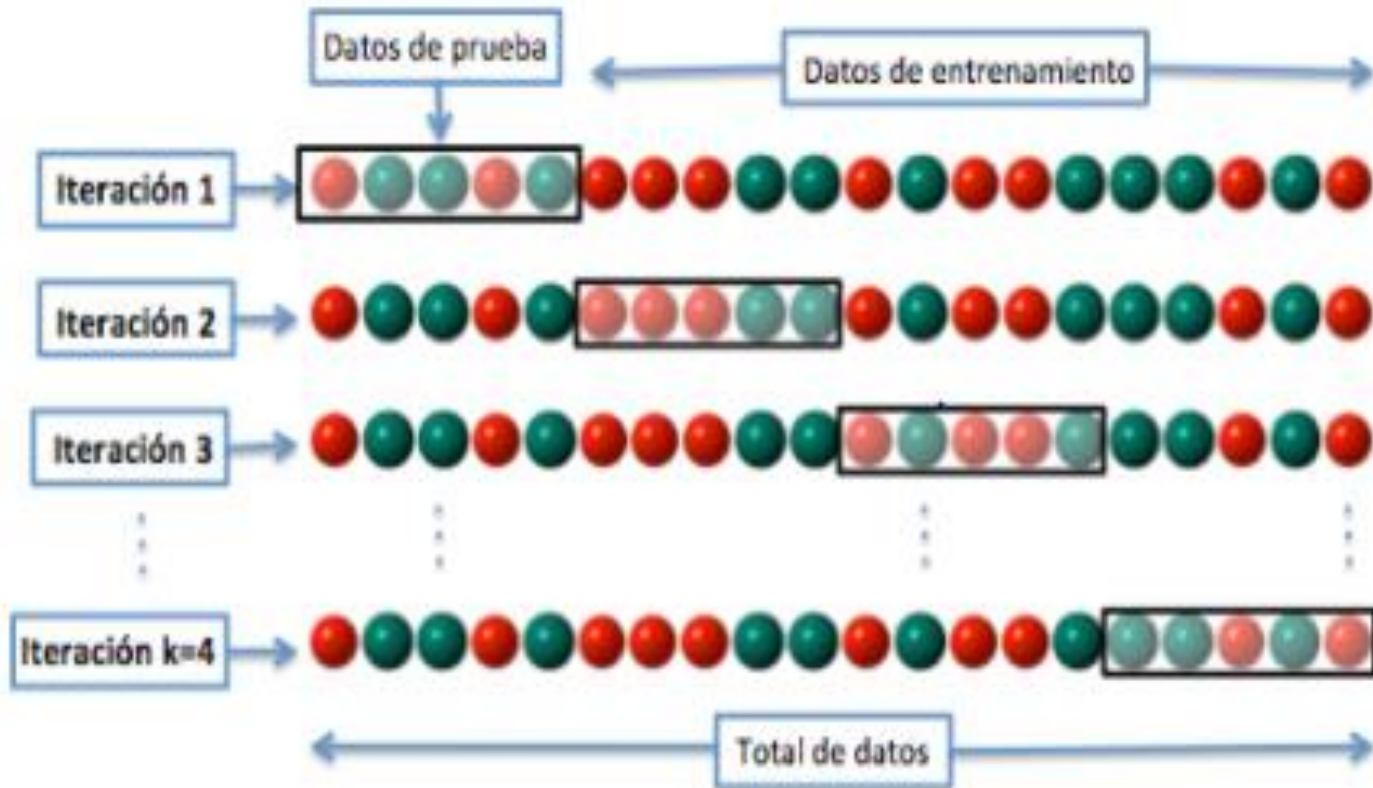 Datos de prueba
Datos de entrenamiento
Iteración 1
Iteración 2
Iteración 3
Iteración k=4
Total de datos